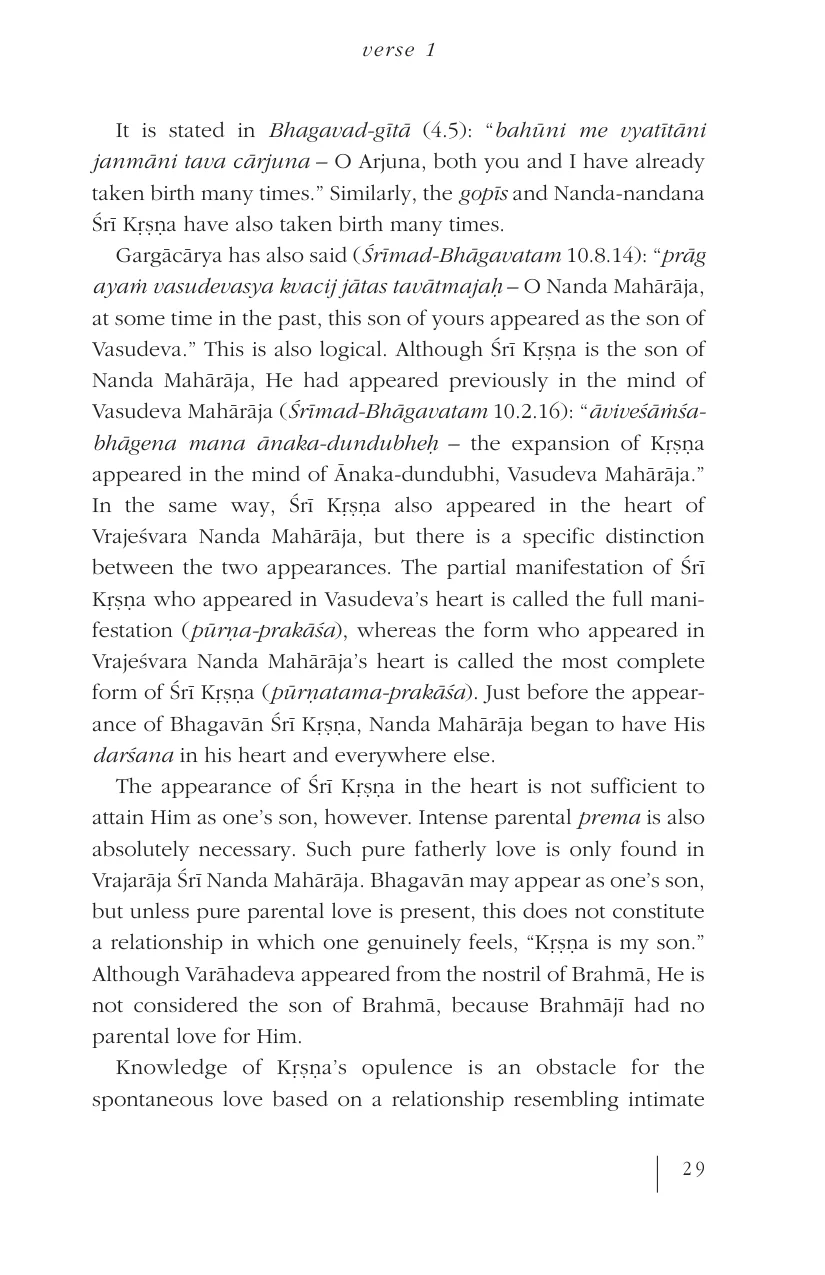 verse 1
It is stated in Bhagavad-gītā (4.5): “bahūni me vyatītāni
janmāni tava cārjuna – O Arjuna, both you and I have already
taken birth many times.” Similarly, the gopīs and Nanda-nandana
Śrī Kṛṣṇa have also taken birth many times.
Gargācārya has also said (Śrīmad-Bhāgavatam 10.8.14): “prāg
ayaṁ vasudevasya kvacij jātas tavātmajaḥ – O Nanda Mahārāja,
at some time in the past, this son of yours appeared as the son of
Vasudeva.” This is also logical. Although Śrī Kṛṣṇa is the son of
Nanda Mahārāja, He had appeared previously in the mind of
Vasudeva Mahārāja (Śrīmad-Bhāgavatam 10.2.16): “āviveśāṁśa-
bhāgena mana ānaka-dundubheḥ – the expansion of Kṛṣṇa
appeared in the mind of Ānaka-dundubhi, Vasudeva Mahārāja.”
In the same way, Śrī Kṛṣṇa also appeared in the heart of
Vrajeśvara Nanda Mahārāja, but there is a specific distinction
between the two appearances. The partial manifestation of Śrī
Kṛṣṇa who appeared in Vasudeva’s heart is called the full mani-
festation (pūrṇa-prakāśa), whereas the form who appeared in
Vrajeśvara Nanda Mahārāja’s heart is called the most complete
form of Śrī Kṛṣṇa (pūrṇatama-prakāśa). Just before the appear-
ance of Bhagavān Śrī Kṛṣṇa, Nanda Mahārāja began to have His
darśana in his heart and everywhere else.
The appearance of Śrī Kṛṣṇa in the heart is not sufficient to
attain Him as one’s son, however. Intense parental prema is also
absolutely necessary. Such pure fatherly love is only found in
Vrajarāja Śrī Nanda Mahārāja. Bhagavān may appear as one’s son,
but unless pure parental love is present, this does not constitute
a relationship in which one genuinely feels, “Kṛṣṇa is my son.”
Although Varāhadeva appeared from the nostril of Brahmā, He is
not considered the son of Brahmā, because Brahmājī had no
parental love for Him.
Knowledge of Kṛṣṇa’s opulence is an obstacle for the
spontaneous love based on a relationship resembling intimate
29